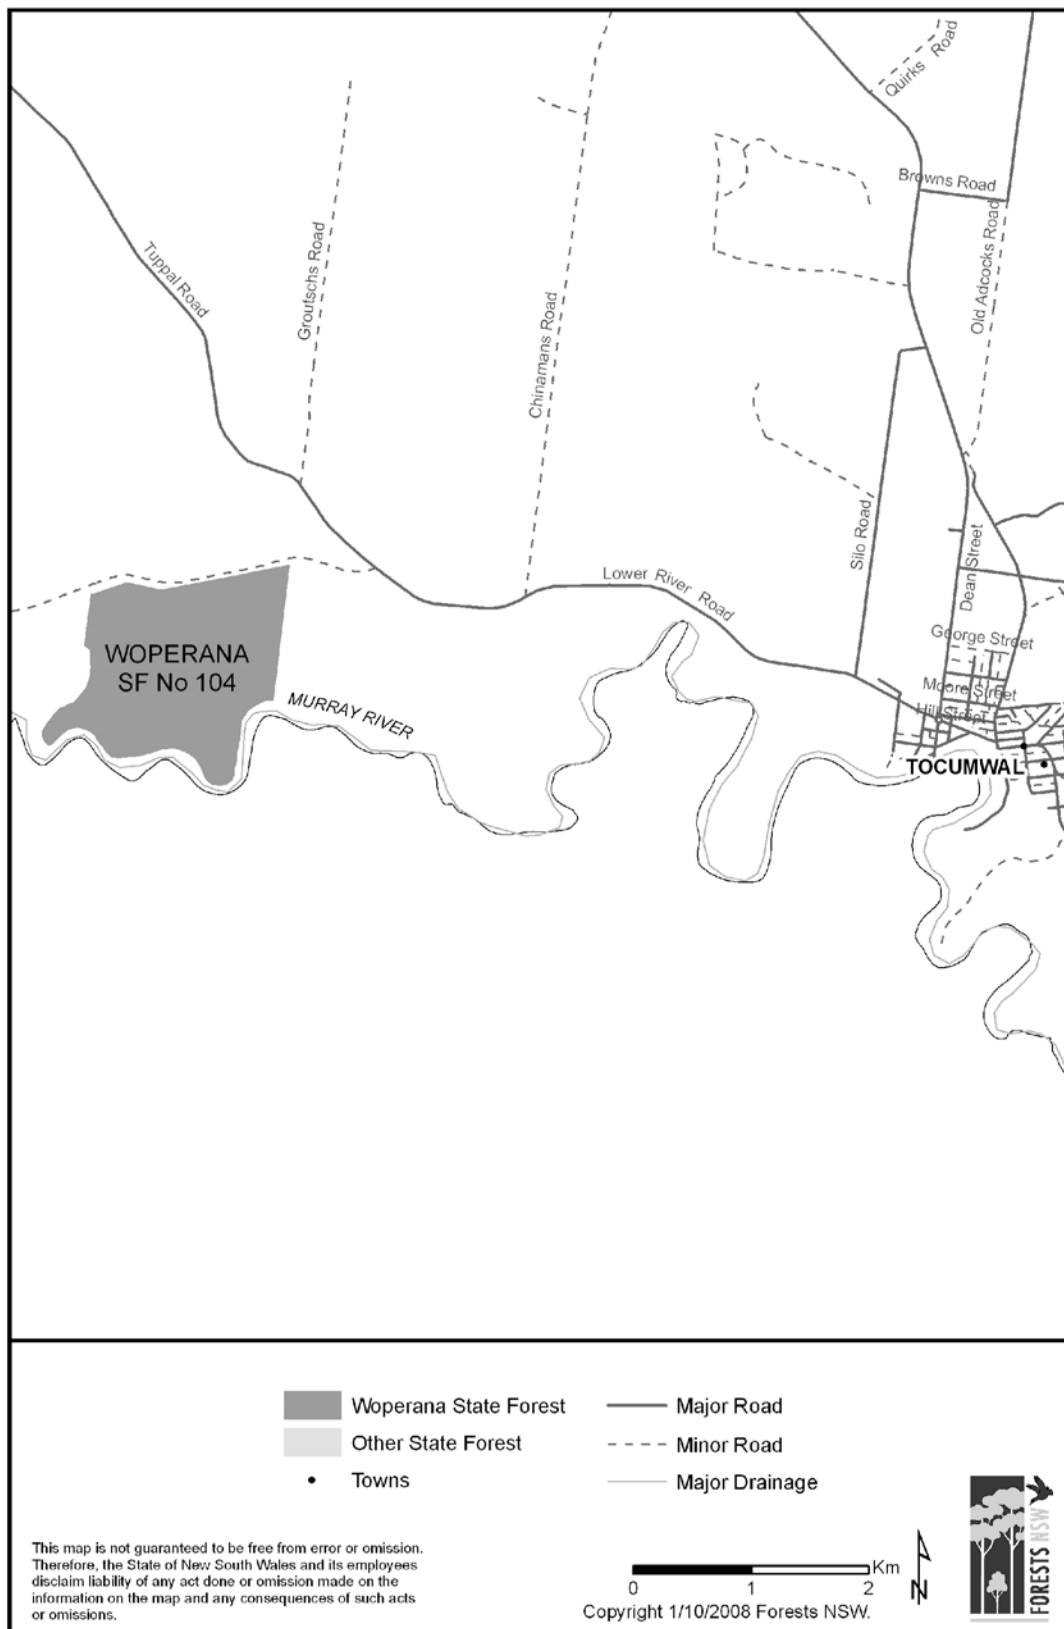 Quirks Road
Browns Road
Tuppal Road
Groutschs Road
Chinamans Road
Old Adcocks Road
Silo Road
Dean Street
Lower River Road
George Street
WOPERANA
SF No 104
MURRAY RIVER
Moore Street
Hill Street
TOCUMWAL
Woperana State Forest
Other State Forest
Towns
Major Road
Minor Road
Major Drainage
This map is not guaranteed to be free from error or omission.
Therefore, the State of New South Wales and its employees
disclaim liability of any act done or omission made on the
information on the map and any consequences of such acts
or omissions.
Km
0 1 2
Copyright 1/10/2008 Forests NSW.
N
FORESTS NSW